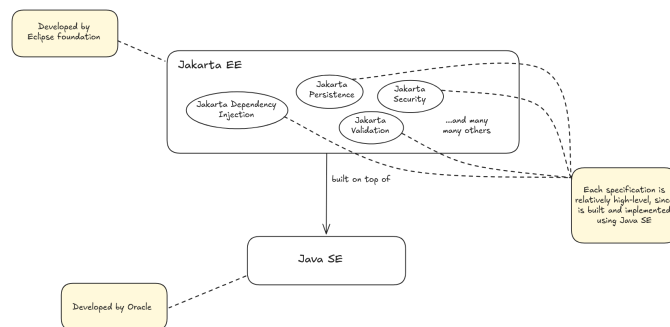 Developed by
Eclipse foundation
Jakarta EE
Jakarta
Persistence
Jakarta
Security
Jakarta Dependency
Injection
Jakarta
Validation
...and many
many others
built on top of
Each specification is
relatively high-level, since
is built and implemented
using Java SE
Java SE
Developed by Oracle